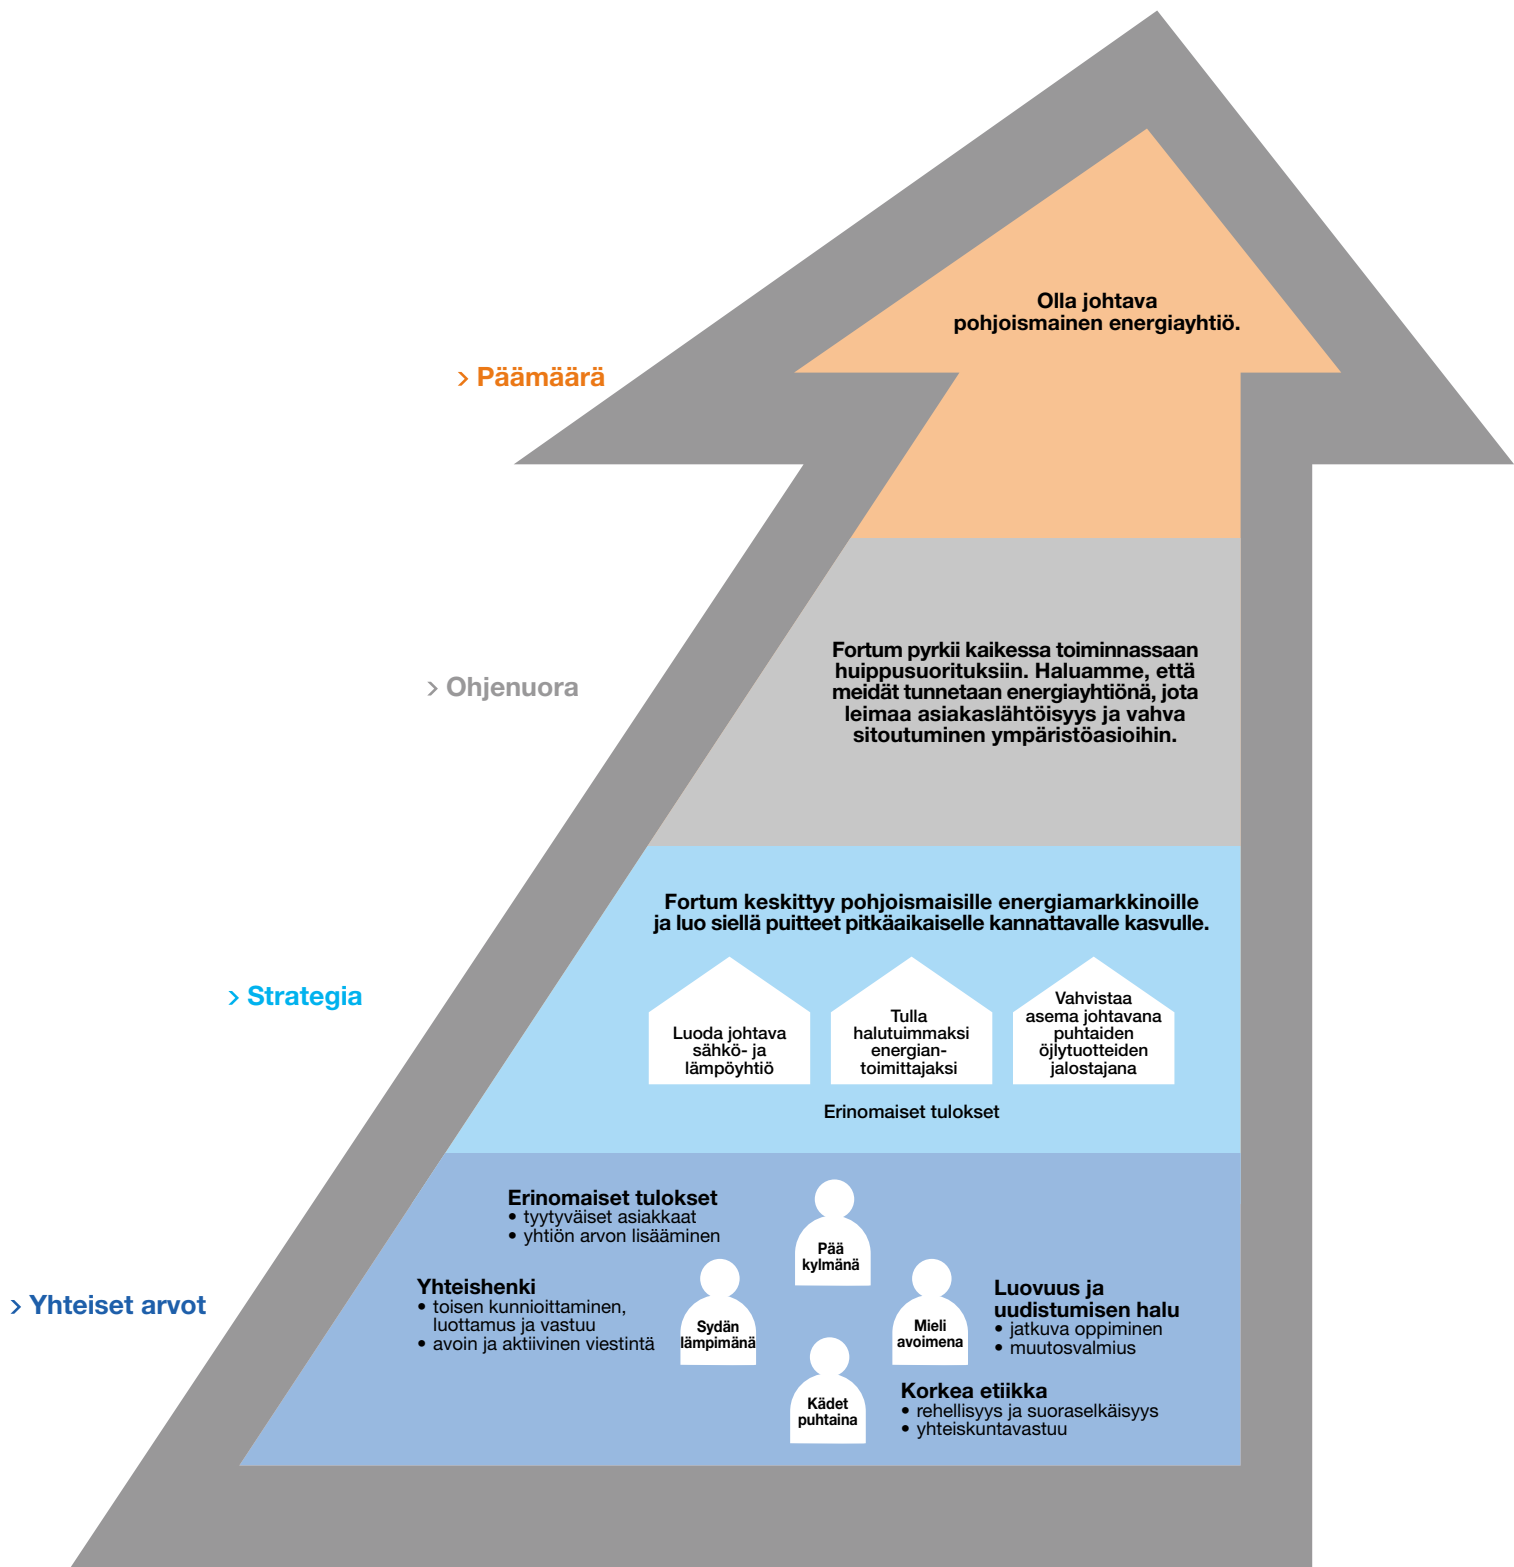 Olla johtava
pohjoismainen energiayhtiö.
› Päämäärä
Fortum pyrkii kaikessa toiminnassaan
huippusuorituksiin. Haluamme, että
meidät tunnetaan energiayhtiönä, jota
leimaa asiakaslähtöisyys ja vahva
sitoutuminen ympäristöasioihin.
› Ohjenuora
Fortum keskittyy pohjoismaisille energiamarkkinoille
ja luo siellä puitteet pitkäaikaiselle kannattavalle kasvulle.
› Strategia
Luoda johtava
sähkö- ja
lämpöyhtiö
Tulla
halutuimmaksi
energian-
toimittajaksi
Vahvistaa
asema johtavana
puhtaiden
öjlytuotteiden
jalostajana
Erinomaiset tulokset
Erinomaiset tulokset
• tyytyväiset asiakkaat
• yhtiön arvon lisääminen
Pää
kylmänä
› Yhteiset arvot
Yhteishenki
• toisen kunnioittaminen,
luottamus ja vastuu
• avoin ja aktiivinen viestintä
Sydän
lämpimänä
Mieli
avoimena
Luovuus ja
uudistumisen halu
• jatkuva oppiminen
• muutosvalmius
Kädet
puhtaina
Korkea etiikka
• rehellisyys ja suoraselkäisyys
• yhteiskuntavastuu